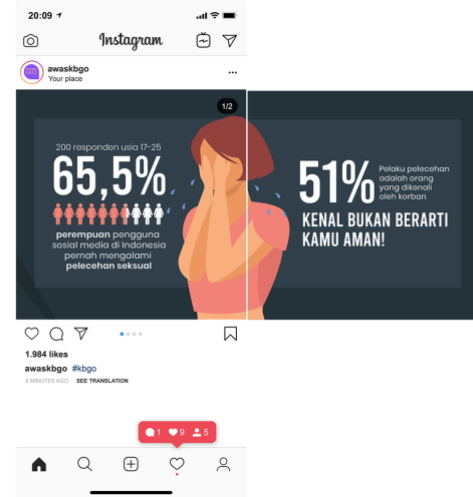 20:09
Instagram
awaskbgo
Your place
1/2
200 responden usia 17-25
65,5%
perempuan pengguna
sosial media di Indonesia
pernah mengalami
pelecehan seksual
51%
Pelaku pelecehan
adalah orang
yang dikenali
oleh korban
KENAL BUKAN BERARTI
KAMU AMAN!
1.984 likes
awaskbgo #kbgo
9 MINUTES AGO SEE TRANSLATION
1 9 5